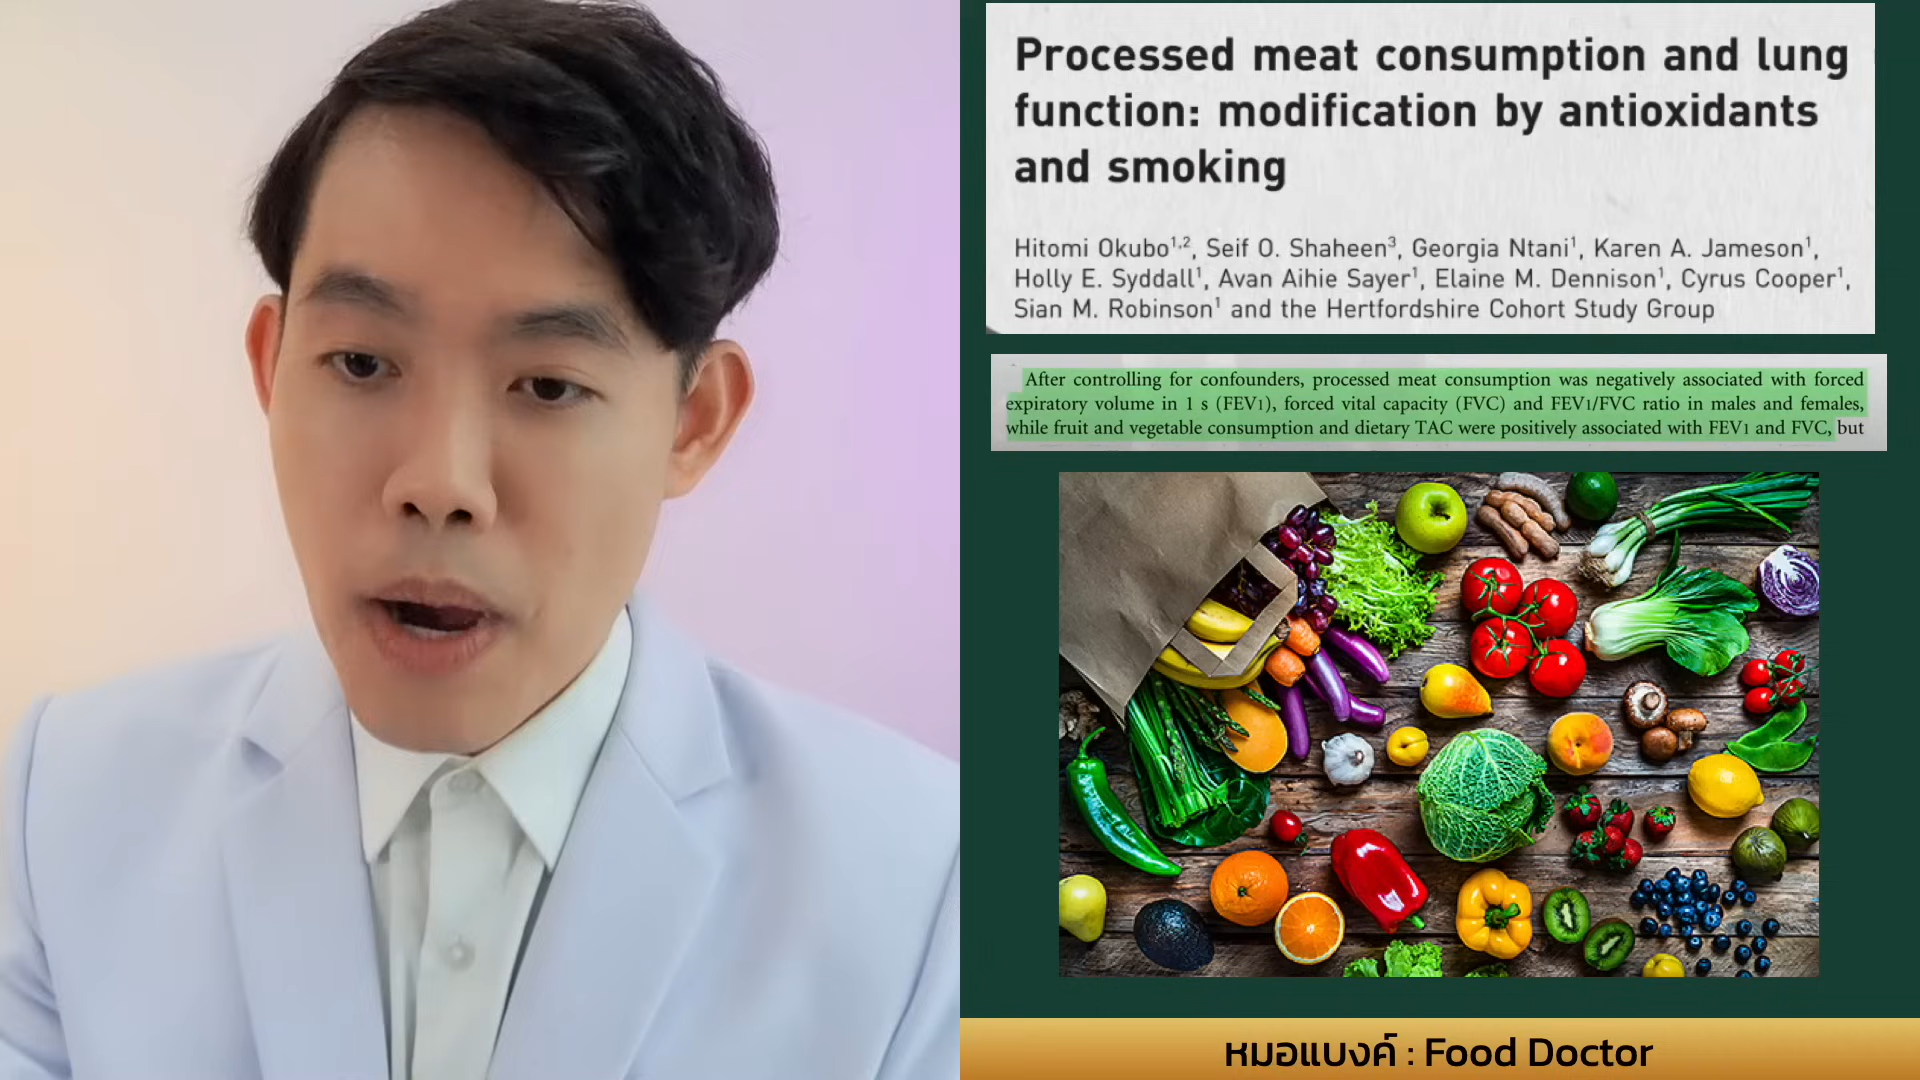 Processed meat consumption and lung
function: modification by antioxidants
and smoking
Hitomi Okubo¹,², Seif O. Shaheen³, Georgia Ntani¹, Karen A. Jameson¹,
Holly E. Syddall¹, Avan Aihie Sayer¹, Elaine M. Dennison¹, Cyrus Cooper¹,
Sian M. Robinson¹ and the Hertfordshire Cohort Study Group
After controlling for confounders, processed meat consumption was negatively associated with forced
expiratory volume in 1 s (FEV1), forced vital capacity (FVC) and FEV1/FVC ratio in males and females,
while fruit and vegetable consumption and dietary TAC were positively associated with FEV1 and FVC, but
หมอแบงค์ : Food Doctor